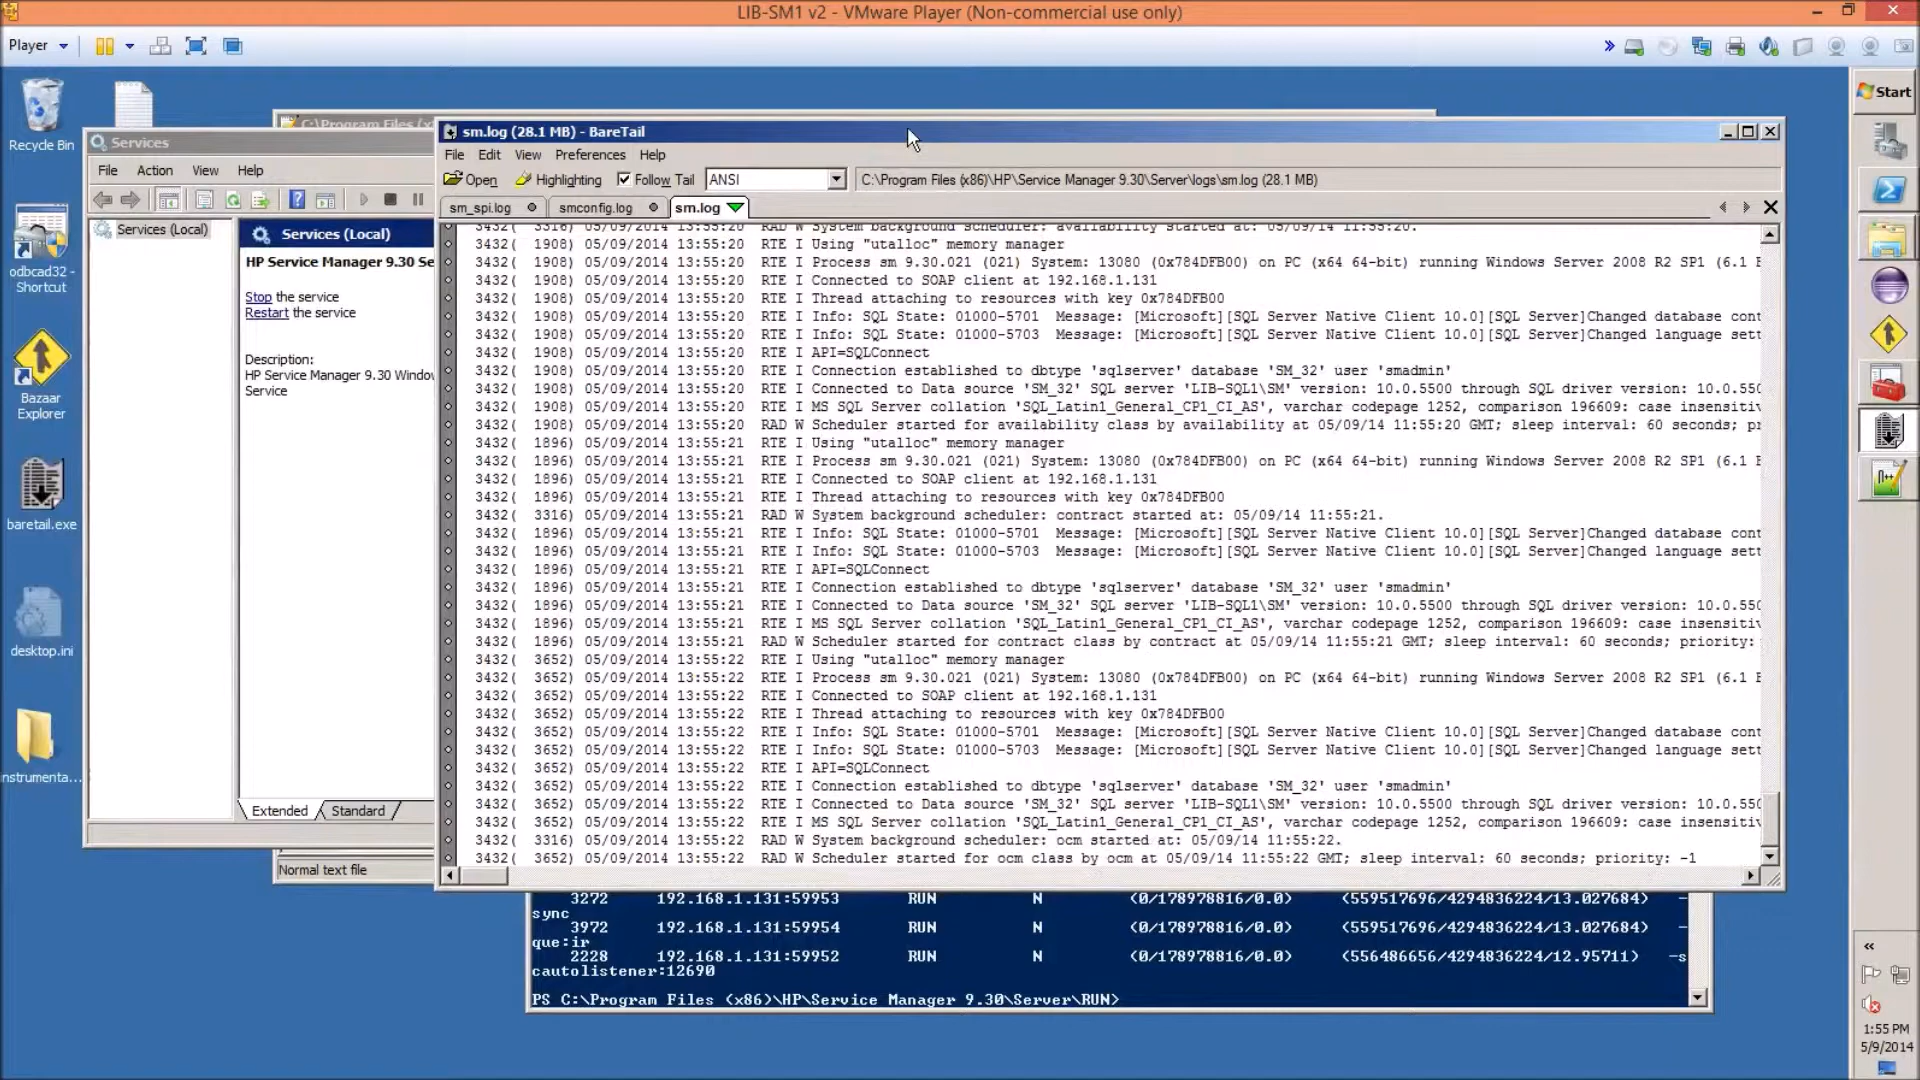 LIB-SM1 v2 - VMware Player (Non-commercial use only)
Player
Recycle Bin
odbcad32 -
Shortcut
Bazaar
Explorer
baretail.exe
desktop.ini
instrumenta...
Services
File Action View Help
Services (Local)
Services (Local)
HP Service Manager 9.30 Se
Stop the service
Restart the service
Description:
HP Service Manager 9.30 Windo
Service
Extended Standard
C:\Program Files (x
Normal text file
sm.log (28.1 MB) - BareTail
File Edit View Preferences Help
Open Highlighting Follow Tail ANSI C:\Program Files (x86)\HP\Service Manager 9.30\Server\logs\sm.log (28.1 MB)
sm_spi.log smconfig.log sm.log
3432( 3316) 05/09/2014 13:55:20 RAD W System background scheduler: availability started at: 05/09/14 11:55:20.
3432( 1908) 05/09/2014 13:55:20 RTE I Using "utalloc" memory manager
3432( 1908) 05/09/2014 13:55:20 RTE I Process sm 9.30.021 (021) System: 13080 (0x784DFB00) on PC (x64 64-bit) running Windows Server 2008 R2 SP1 (6.1
3432( 1908) 05/09/2014 13:55:20 RTE I Connected to SOAP client at 192.168.1.131
3432( 1908) 05/09/2014 13:55:20 RTE I Thread attaching to resources with key 0x784DFB00
3432( 1908) 05/09/2014 13:55:20 RTE I Info: SQL State: 01000-5701 Message: [Microsoft][SQL Server Native Client 10.0][SQL Server]Changed database cont
3432( 1908) 05/09/2014 13:55:20 RTE I Info: SQL State: 01000-5703 Message: [Microsoft][SQL Server Native Client 10.0][SQL Server]Changed language sett
3432( 1908) 05/09/2014 13:55:20 RTE I API=SQLConnect
3432( 1908) 05/09/2014 13:55:20 RTE I Connection established to dbtype 'sqlserver' database 'SM_32' user 'smadmin'
3432( 1908) 05/09/2014 13:55:20 RTE I Connected to Data source 'SM_32' SQL server 'LIB-SQL1\SM' version: 10.0.5500 through SQL driver version: 10.0.550
3432( 1908) 05/09/2014 13:55:20 RTE I MS SQL Server collation 'SQL_Latin1_General_CP1_CI_AS', varchar codepage 1252, comparison 196609: case insensitiv
3432( 1908) 05/09/2014 13:55:20 RAD W Scheduler started for availability class by availability at 05/09/14 11:55:20 GMT; sleep interval: 60 seconds; pr
3432( 1896) 05/09/2014 13:55:21 RTE I Using "utalloc" memory manager
3432( 1896) 05/09/2014 13:55:21 RTE I Process sm 9.30.021 (021) System: 13080 (0x784DFB00) on PC (x64 64-bit) running Windows Server 2008 R2 SP1 (6.1
3432( 1896) 05/09/2014 13:55:21 RTE I Connected to SOAP client at 192.168.1.131
3432( 1896) 05/09/2014 13:55:21 RTE I Thread attaching to resources with key 0x784DFB00
3432( 3316) 05/09/2014 13:55:21 RAD W System background scheduler: contract started at: 05/09/14 11:55:21.
3432( 1896) 05/09/2014 13:55:21 RTE I Info: SQL State: 01000-5701 Message: [Microsoft][SQL Server Native Client 10.0][SQL Server]Changed database cont
3432( 1896) 05/09/2014 13:55:21 RTE I Info: SQL State: 01000-5703 Message: [Microsoft][SQL Server Native Client 10.0][SQL Server]Changed language sett
3432( 1896) 05/09/2014 13:55:21 RTE I API=SQLConnect
3432( 1896) 05/09/2014 13:55:21 RTE I Connection established to dbtype 'sqlserver' database 'SM_32' user 'smadmin'
3432( 1896) 05/09/2014 13:55:21 RTE I Connected to Data source 'SM_32' SQL server 'LIB-SQL1\SM' version: 10.0.5500 through SQL driver version: 10.0.550
3432( 1896) 05/09/2014 13:55:21 RTE I MS SQL Server collation 'SQL_Latin1_General_CP1_CI_AS', varchar codepage 1252, comparison 196609: case insensitiv
3432( 1896) 05/09/2014 13:55:21 RAD W Scheduler started for contract class by contract at 05/09/14 11:55:21 GMT; sleep interval: 60 seconds; priority:
3432( 3652) 05/09/2014 13:55:22 RTE I Using "utalloc" memory manager
3432( 3652) 05/09/2014 13:55:22 RTE I Process sm 9.30.021 (021) System: 13080 (0x784DFB00) on PC (x64 64-bit) running Windows Server 2008 R2 SP1 (6.1
3432( 3652) 05/09/2014 13:55:22 RTE I Connected to SOAP client at 192.168.1.131
3432( 3652) 05/09/2014 13:55:22 RTE I Thread attaching to resources with key 0x784DFB00
3432( 3652) 05/09/2014 13:55:22 RTE I Info: SQL State: 01000-5701 Message: [Microsoft][SQL Server Native Client 10.0][SQL Server]Changed database cont
3432( 3652) 05/09/2014 13:55:22 RTE I Info: SQL State: 01000-5703 Message: [Microsoft][SQL Server Native Client 10.0][SQL Server]Changed language sett
3432( 3652) 05/09/2014 13:55:22 RTE I API=SQLConnect
3432( 3652) 05/09/2014 13:55:22 RTE I Connection established to dbtype 'sqlserver' database 'SM_32' user 'smadmin'
3432( 3652) 05/09/2014 13:55:22 RTE I Connected to Data source 'SM_32' SQL server 'LIB-SQL1\SM' version: 10.0.5500 through SQL driver version: 10.0.550
3432( 3652) 05/09/2014 13:55:22 RTE I MS SQL Server collation 'SQL_Latin1_General_CP1_CI_AS', varchar codepage 1252, comparison 196609: case insensitiv
3432( 3316) 05/09/2014 13:55:22 RAD W System background scheduler: ocm started at: 05/09/14 11:55:22.
3432( 3652) 05/09/2014 13:55:22 RAD W Scheduler started for ocm class by ocm at 05/09/14 11:55:22 GMT; sleep interval: 60 seconds; priority: -1
3272 192.168.1.131:59953 RUN N (0/178978816/0.0) (559517696/4294836224/13.027684) -
sync
3972 192.168.1.131:59954 RUN N (0/178978816/0.0) (559517696/4294836224/13.027684) -
que:ir
2228 192.168.1.131:59952 RUN N (0/178978816/0.0) (556486656/4294836224/12.95711) -s
cautolistener:12690
PS C:\Program Files (x86)\HP\Service Manager 9.30\Server\RUN>
Start
1:55 PM
5/9/2014